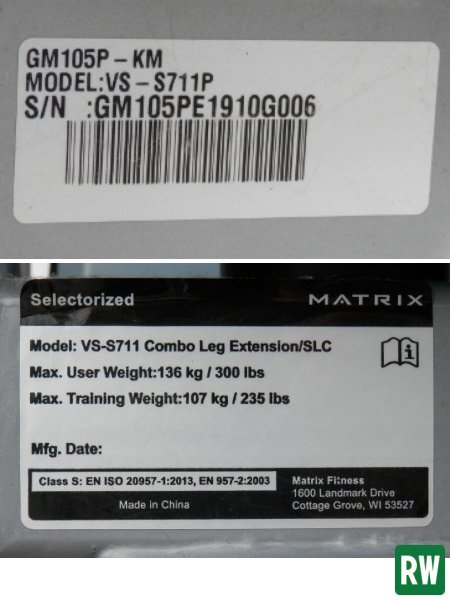 GM105P-KM
MODEL:VS-S711P
S/N :GM105PE1910G006
Selectorized
MATRIX
Model: VS-S711 Combo Leg Extension/SLC
Max. User Weight:136 kg / 300 lbs
Max. Training Weight:107 kg / 235 lbs
Mfg. Date:
Class S: EN ISO 20957-1:2013, EN 957-2:2003
Made in China
Matrix Fitness
1600 Landmark Drive
Cottage Grove, WI 53527
RW